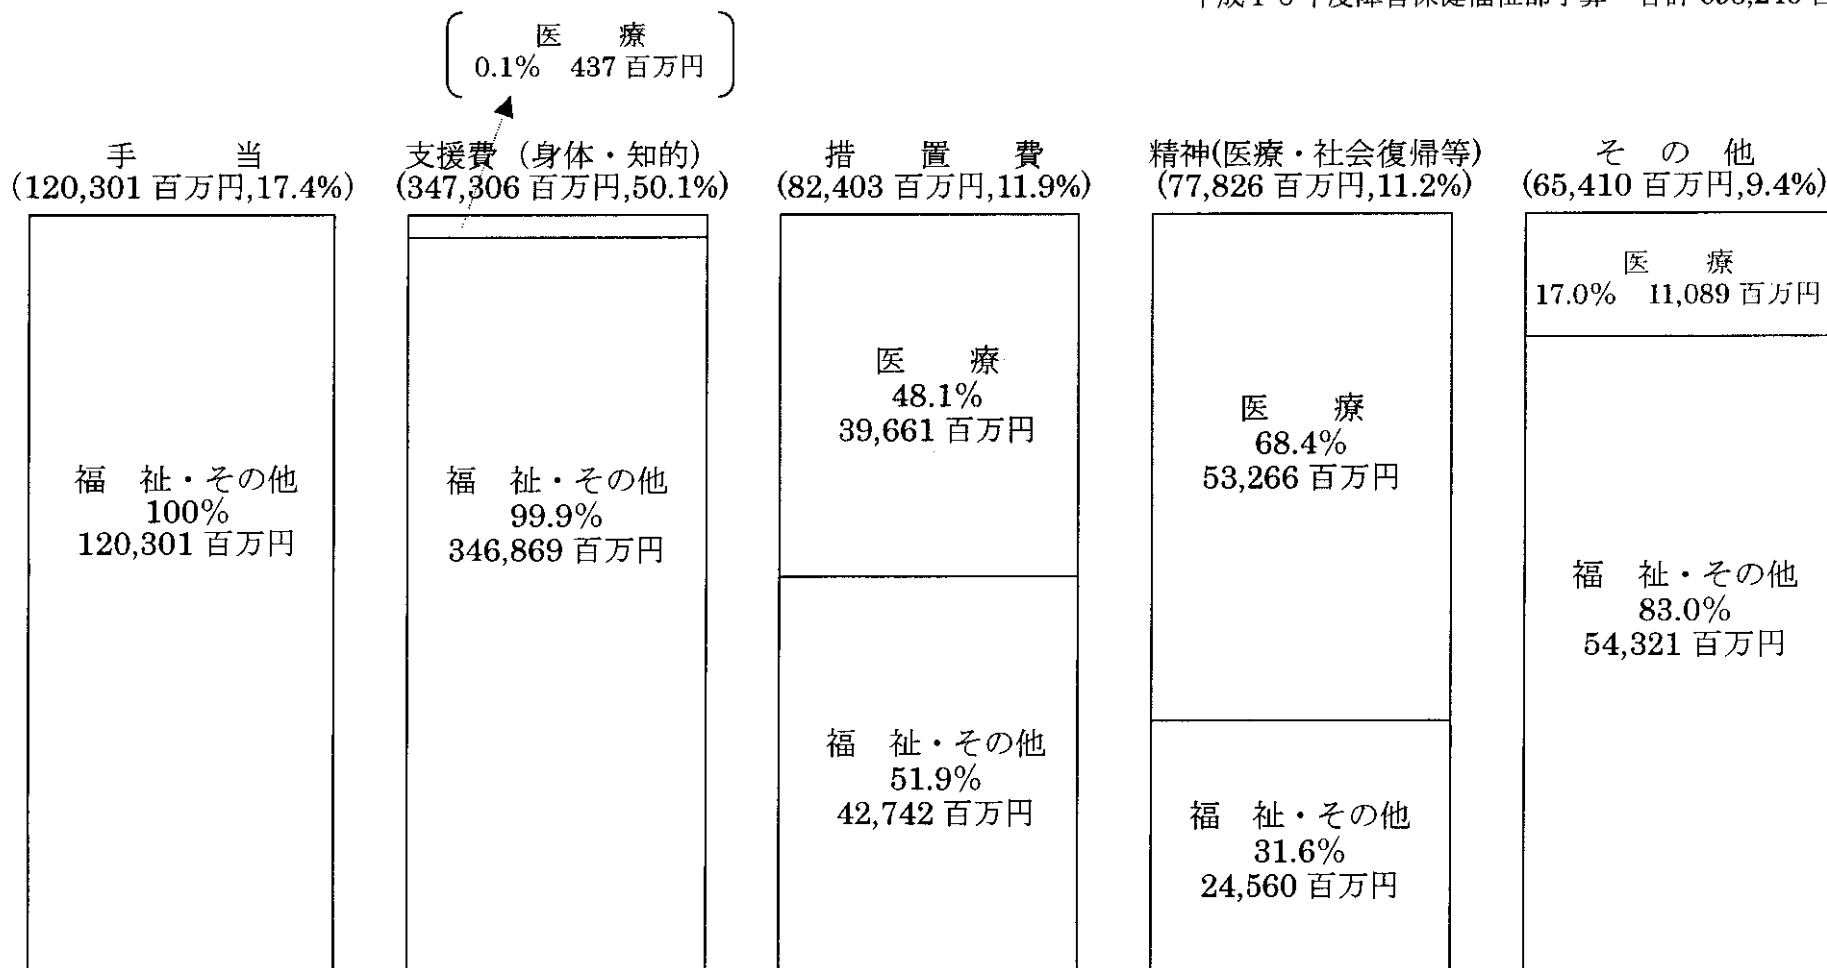 医　療
0.1%　437 百万円
手　当
(120,301 百万円,17.4%)
支援費（身体・知的）
(347,306 百万円,50.1%)
措　置　費
(82,403 百万円,11.9%)
精神(医療・社会復帰等)
(77,826 百万円,11.2%)
そ　の　他
(65,410 百万円,9.4%)
福　祉・その他
100%
120,301 百万円
福　祉・その他
99.9%
346,869 百万円
医　療
48.1%
39,661 百万円
福　祉・その他
51.9%
42,742 百万円
医　療
68.4%
53,266 百万円
福　祉・その他
31.6%
24,560 百万円
医　療
17.0%　11,089 百万円
福　祉・その他
83.0%
54,321 百万円